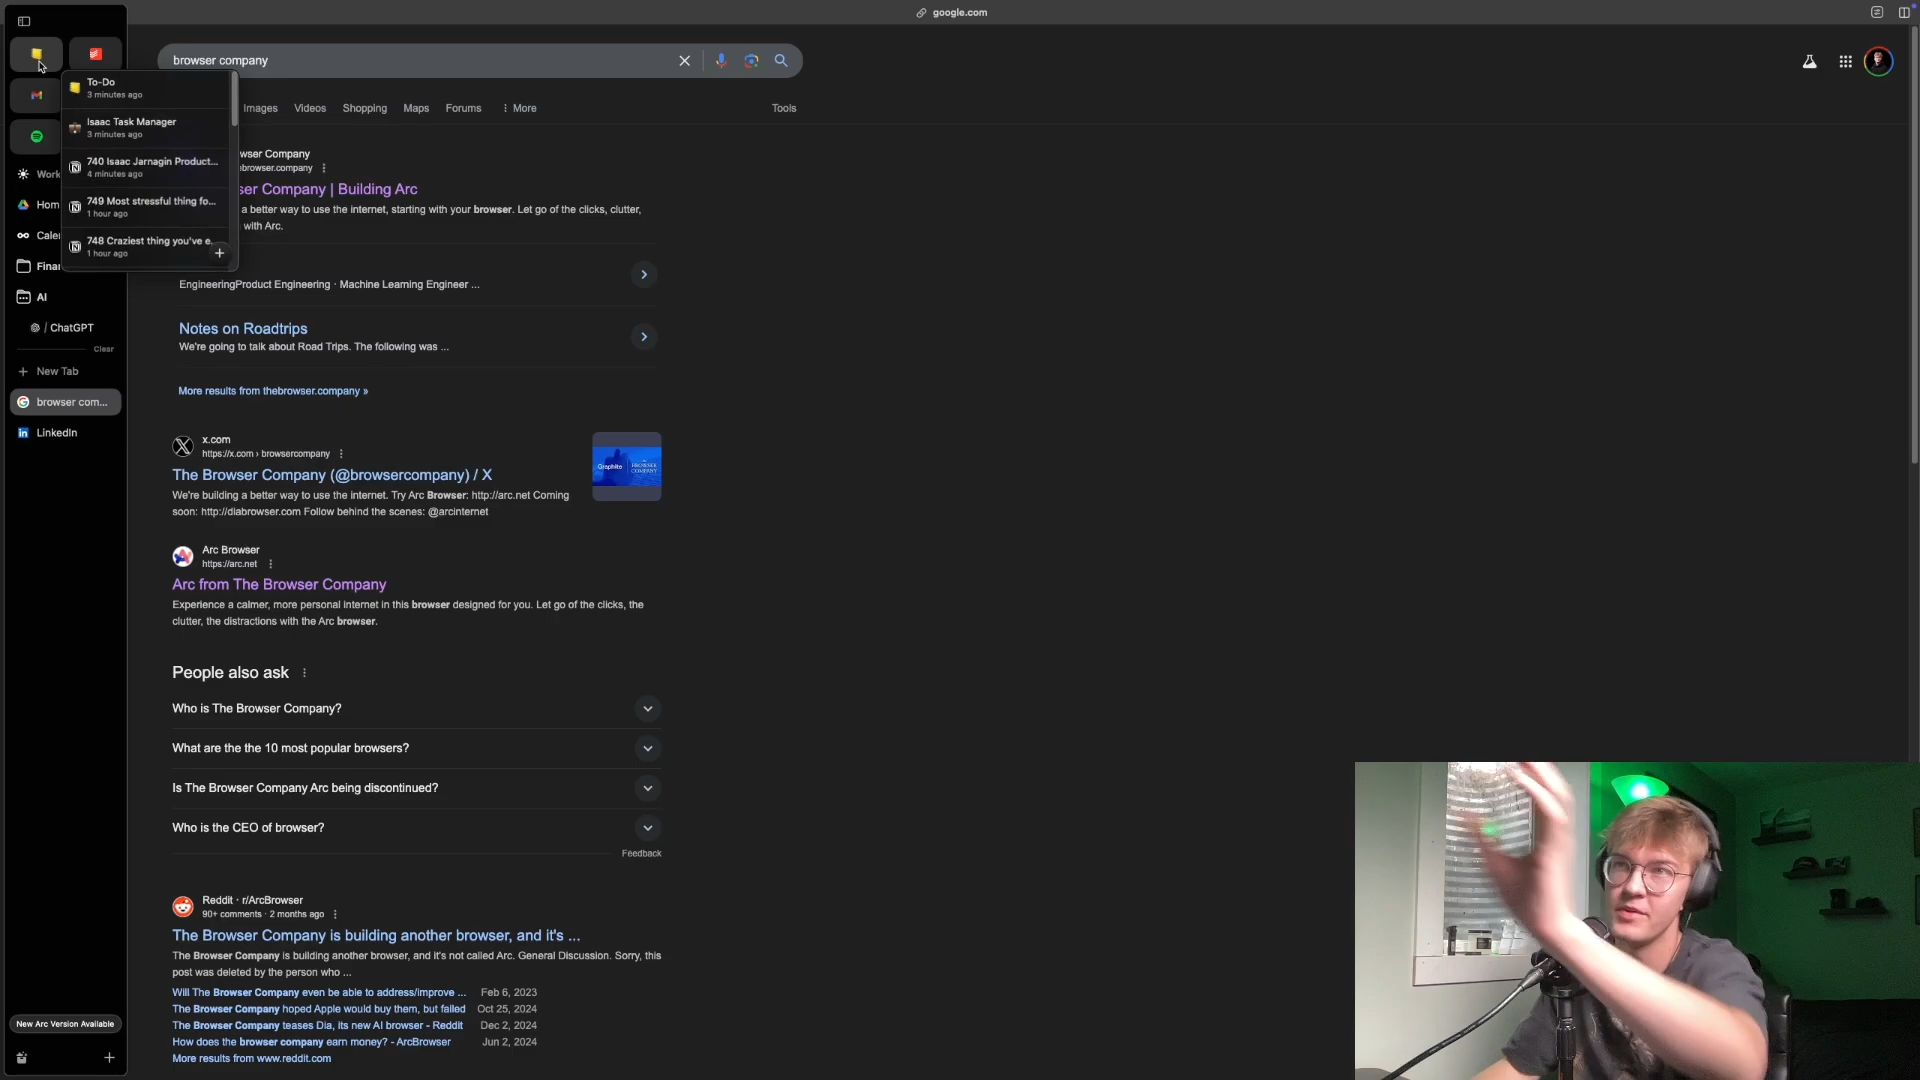 google.com
browser company
To-Do
3 minutes ago
Isaac Task Manager
3 minutes ago
740 Isaac Jarnagin Product...
4 minutes ago
749 Most stressful thing fo...
1 hour ago
748 Craziest thing you've e...
1 hour ago
Work
Hom
Caler
Finar
AI
/ ChatGPT
Clear
New Tab
browser com...
LinkedIn
New Arc Version Available
Images
Videos
Shopping
Maps
Forums
More
Tools
wser Company
ebrowser.company
ser Company | Building Arc
a better way to use the internet, starting with your browser. Let go of the clicks, clutter,
with Arc.
EngineeringProduct Engineering · Machine Learning Engineer ...
Notes on Roadtrips
We're going to talk about Road Trips. The following was ...
More results from thebrowser.company »
x.com
https://x.com › browsercompany
The Browser Company (@browsercompany) / X
We're building a better way to use the internet. Try Arc Browser: http://arc.net Coming
soon: http://diabrowser.com Follow behind the scenes: @arcinternet
Graphite
BROWSER
COMPANY
Arc Browser
https://arc.net
Arc from The Browser Company
Experience a calmer, more personal internet in this browser designed for you. Let go of the clicks, the
clutter, the distractions with the Arc browser.
People also ask
Who is The Browser Company?
What are the the 10 most popular browsers?
Is The Browser Company Arc being discontinued?
Who is the CEO of browser?
Feedback
Reddit · r/ArcBrowser
90+ comments · 2 months ago
The Browser Company is building another browser, and it's ...
The Browser Company is building another browser, and it's not called Arc. General Discussion. Sorry, this
post was deleted by the person who ...
Will The Browser Company even be able to address/improve ... Feb 6, 2023
The Browser Company hoped Apple would buy them, but failed Oct 25, 2024
The Browser Company teases Dia, its new AI browser - Reddit Dec 2, 2024
How does the browser company earn money? - ArcBrowser Jun 2, 2024
More results from www.reddit.com